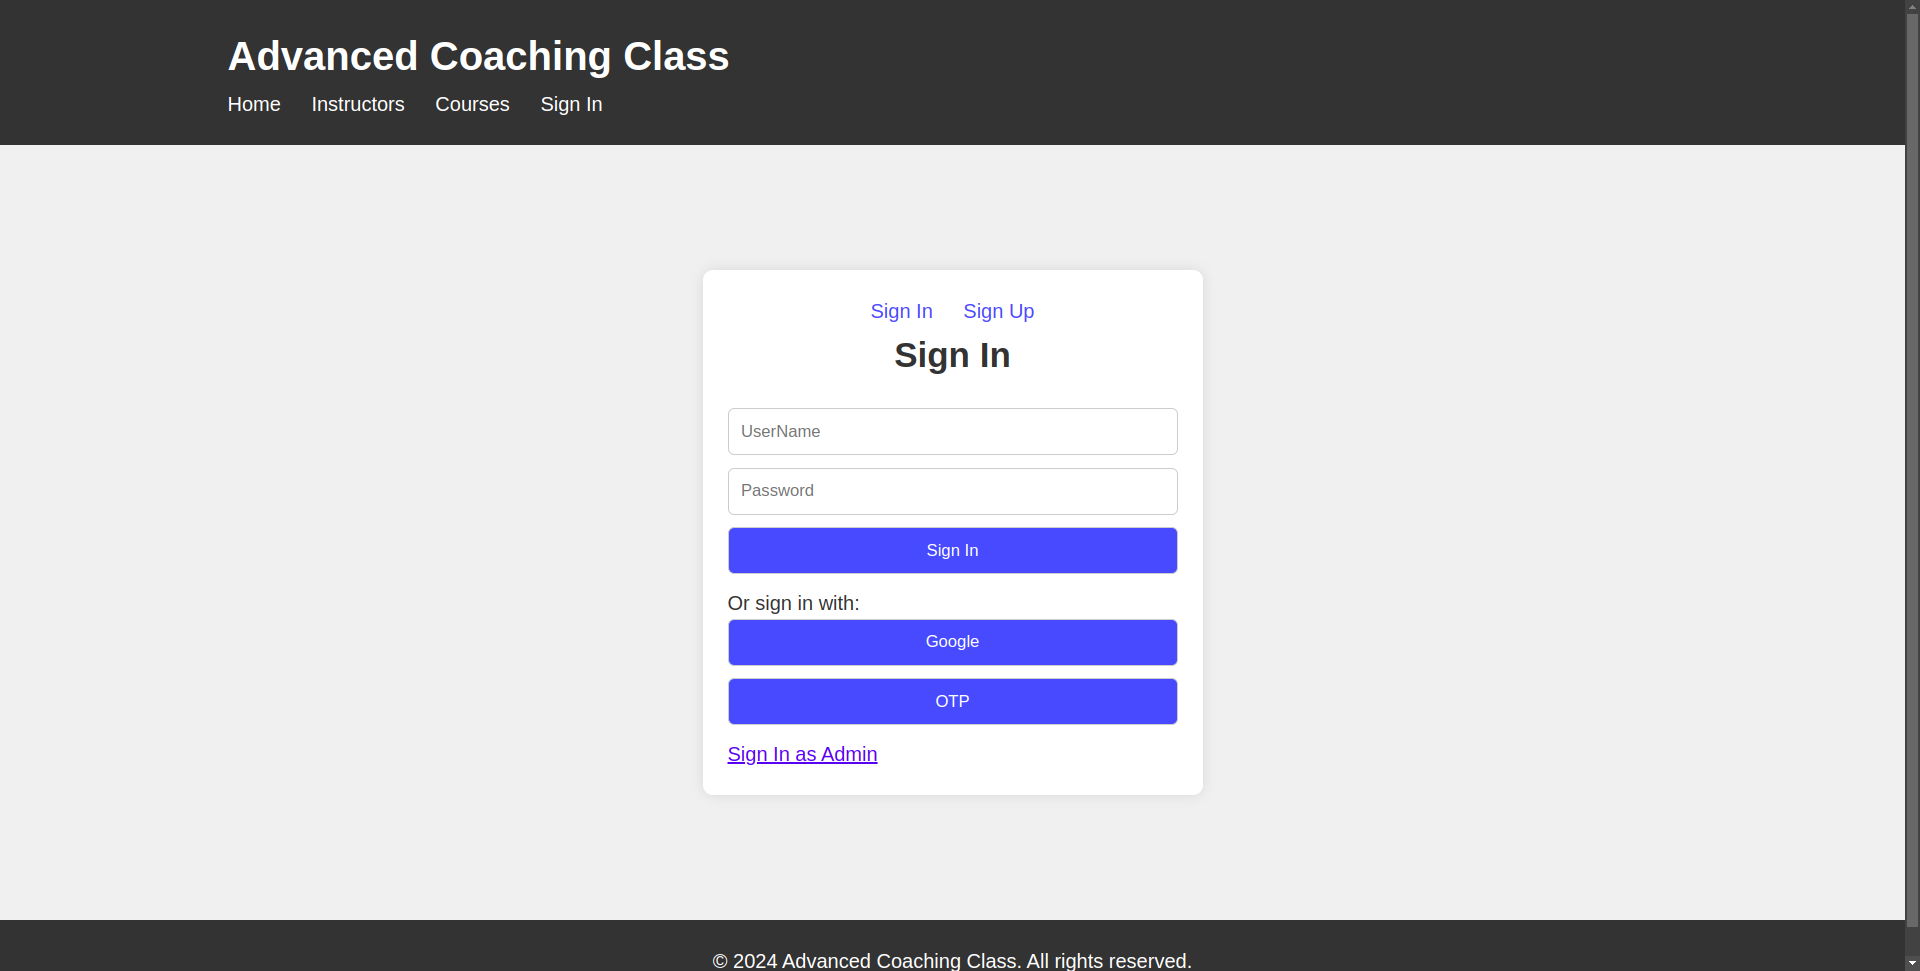 Advanced Coaching Class
Home Instructors Courses Sign In
Sign In Sign Up
Sign In
UserName
Password
Sign In
Or sign in with:
Google
OTP
Sign In as Admin
© 2024 Advanced Coaching Class. All rights reserved.